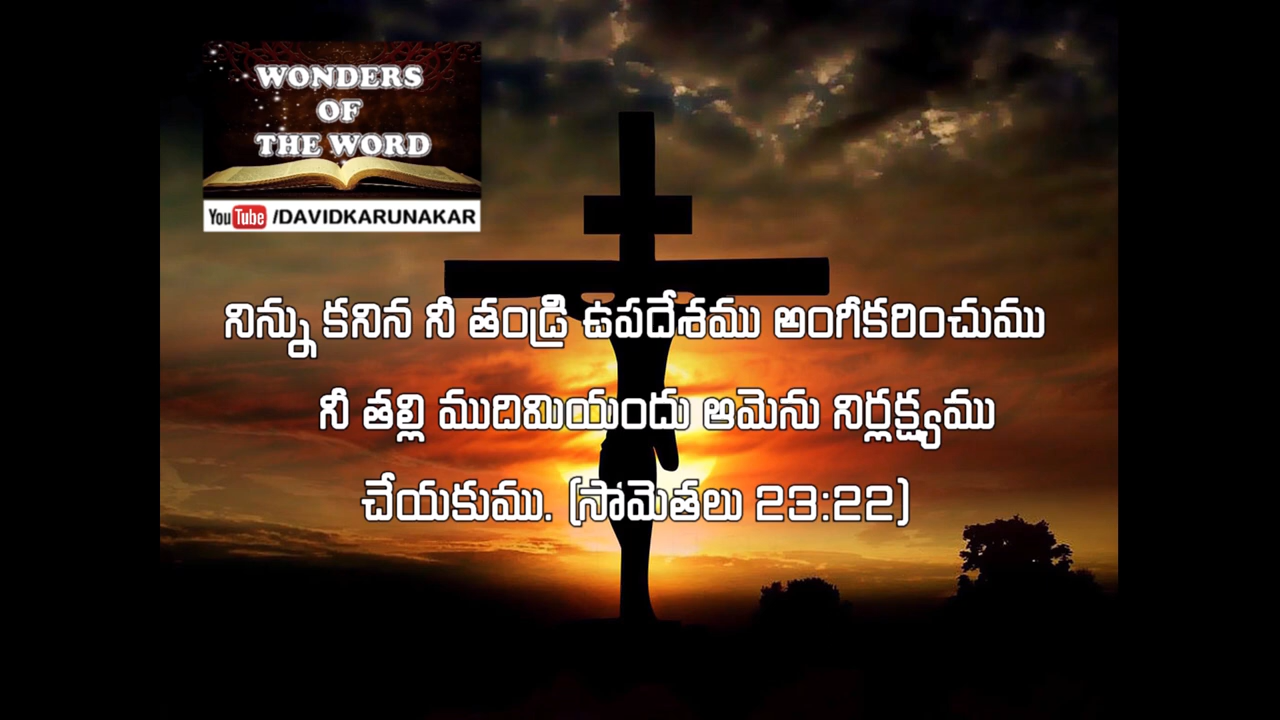 WONDERS
OF
THE WORD
YouTube /DAVIDKARUNAKAR
నిన్ను కనిన నీ తండ్రి ఉపదేశము అంగీకరించుము
నీ తల్లి ముదిమియందు ఆమెను నిర్లక్ష్యము
చేయకుము. (సామెతలు 23:22)